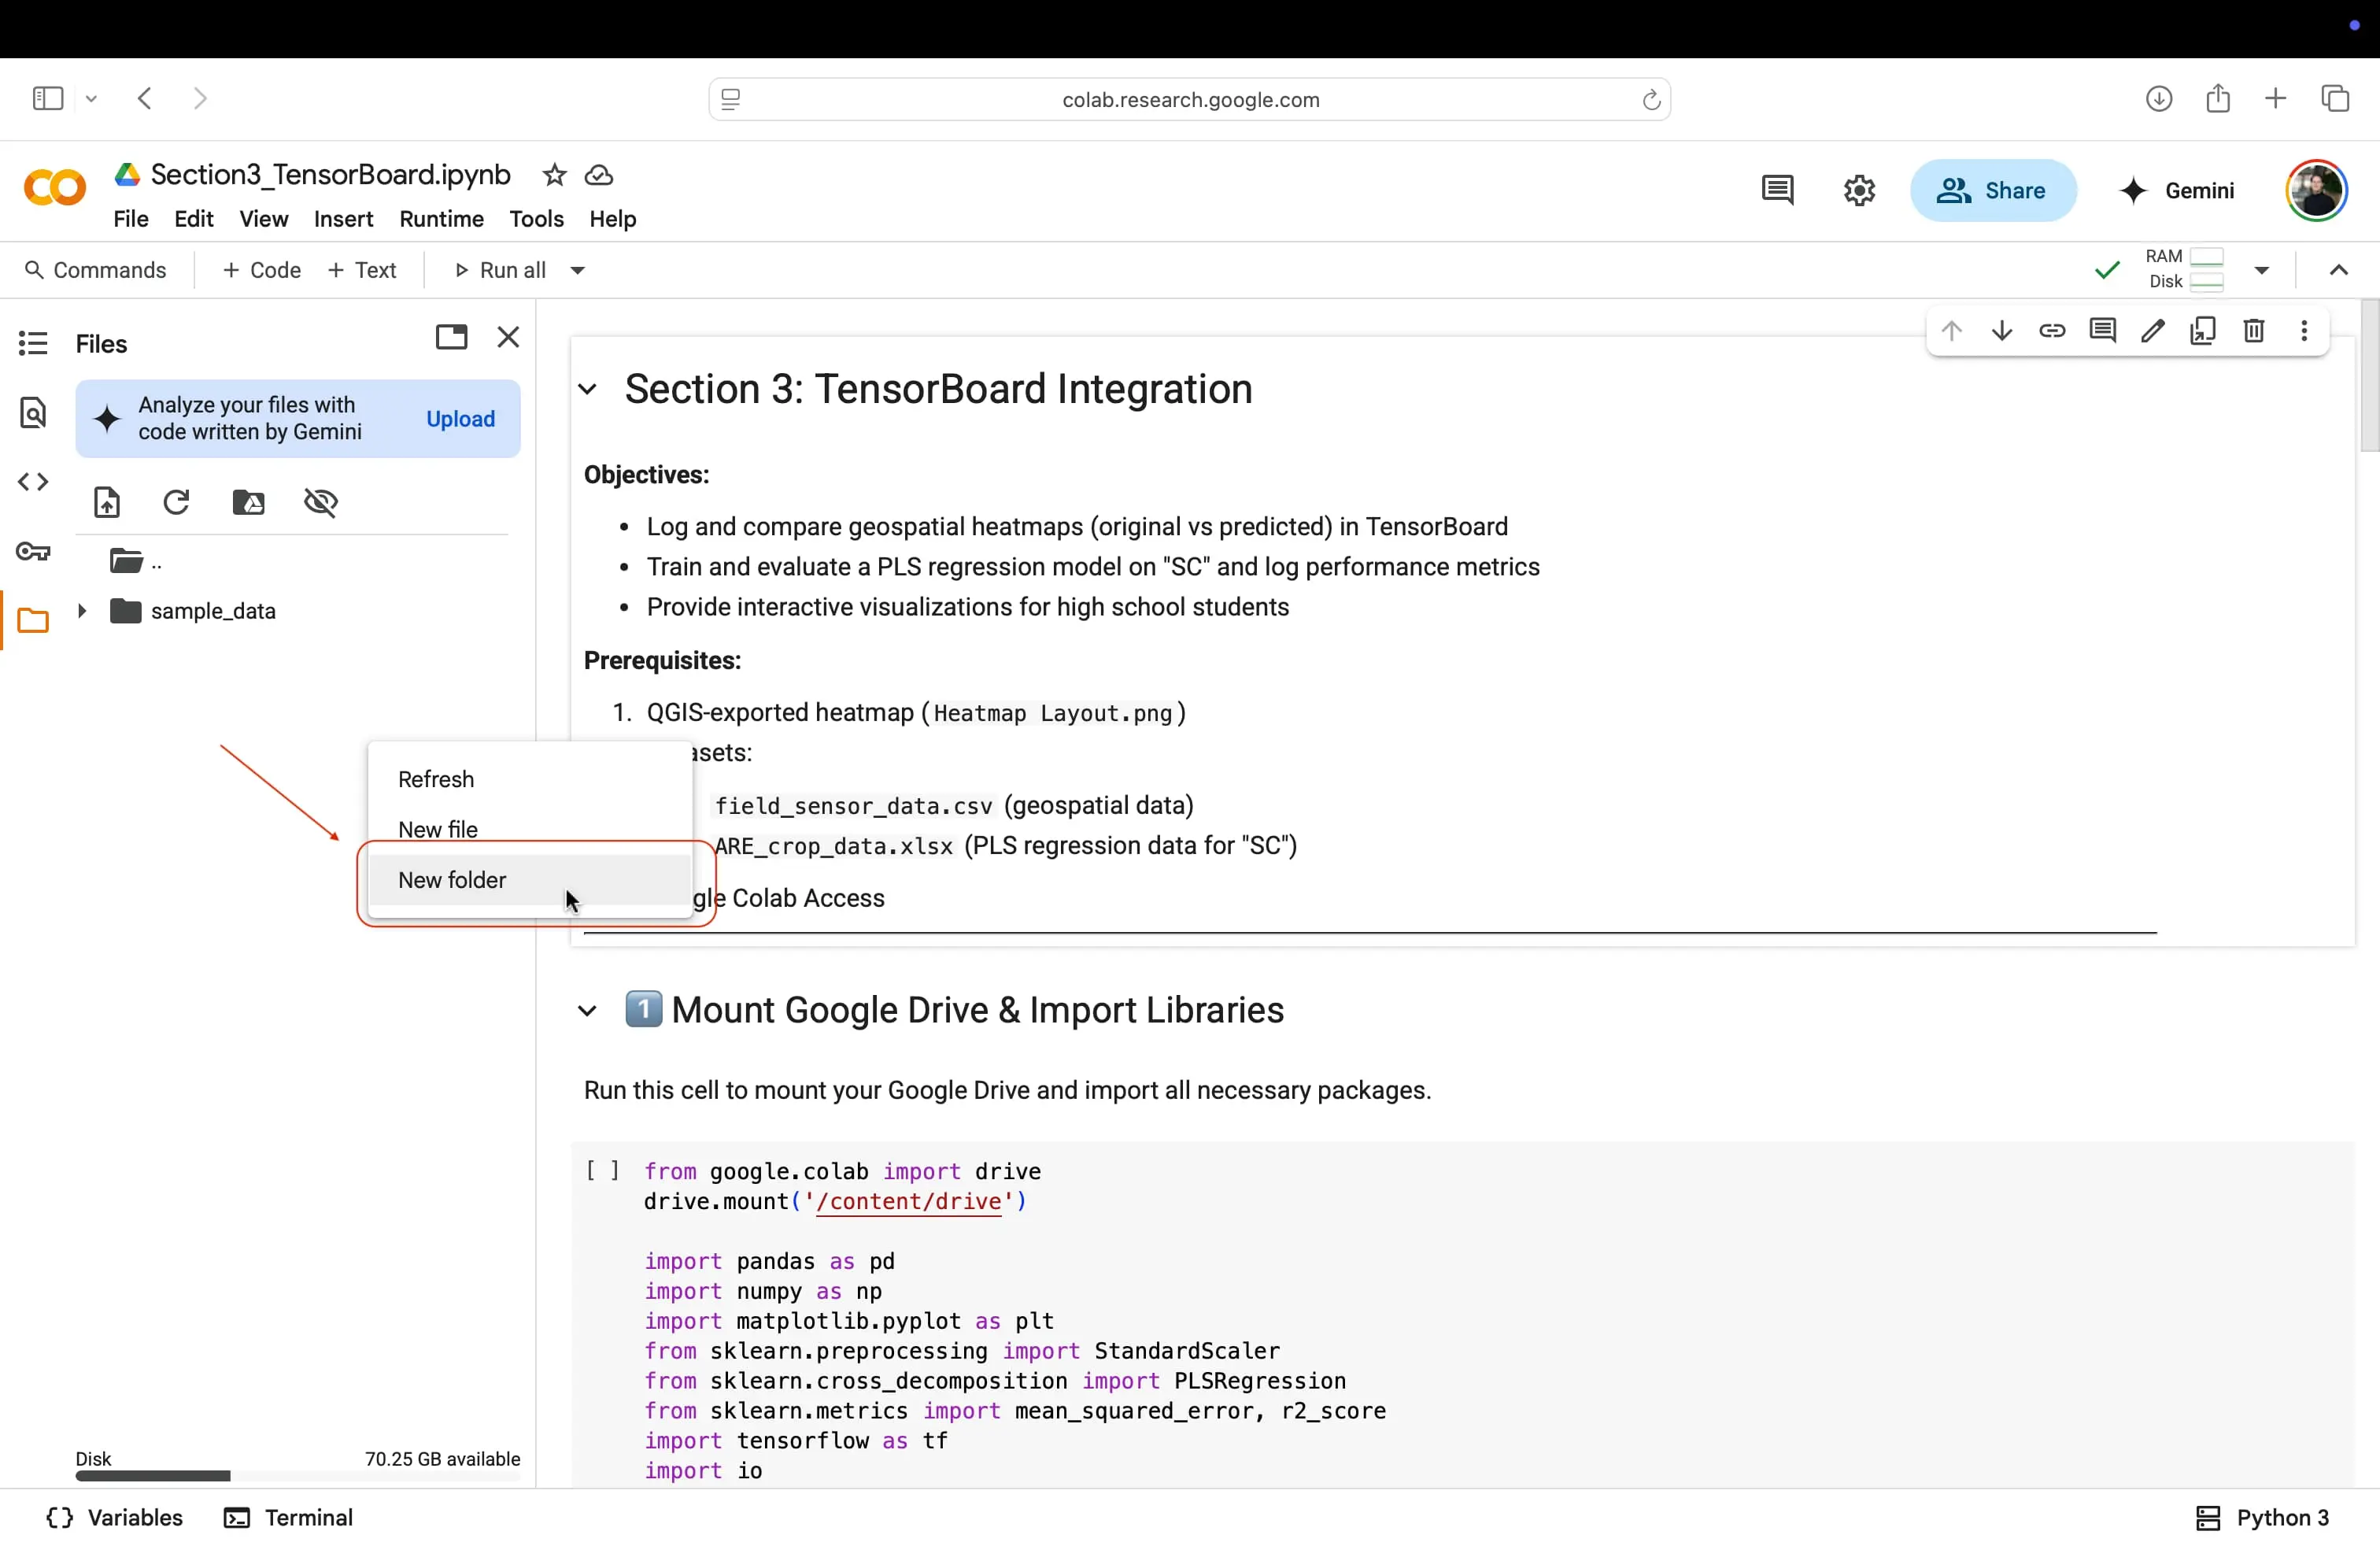 colab.research.google.com
Section3_TensorBoard.ipynb
File Edit View Insert Runtime Tools Help
Share
Gemini
Commands + Code + Text Run all
RAM
Disk
Files
Analyze your files with
code written by Gemini
Upload
..
sample_data
Disk 70.25 GB available
Section 3: TensorBoard Integration
Objectives:
• Log and compare geospatial heatmaps (original vs predicted) in TensorBoard
• Train and evaluate a PLS regression model on "SC" and log performance metrics
• Provide interactive visualizations for high school students
Prerequisites:
1. QGIS-exported heatmap (Heatmap Layout.png)
asets:
field_sensor_data.csv (geospatial data)
ARE_crop_data.xlsx (PLS regression data for "SC")
gle Colab Access
Refresh
New file
New folder
1 Mount Google Drive & Import Libraries
Run this cell to mount your Google Drive and import all necessary packages.
[ ] from google.colab import drive
drive.mount('/content/drive')
import pandas as pd
import numpy as np
import matplotlib.pyplot as plt
from sklearn.preprocessing import StandardScaler
from sklearn.cross_decomposition import PLSRegression
from sklearn.metrics import mean_squared_error, r2_score
import tensorflow as tf
import io
{} Variables Terminal
Python 3